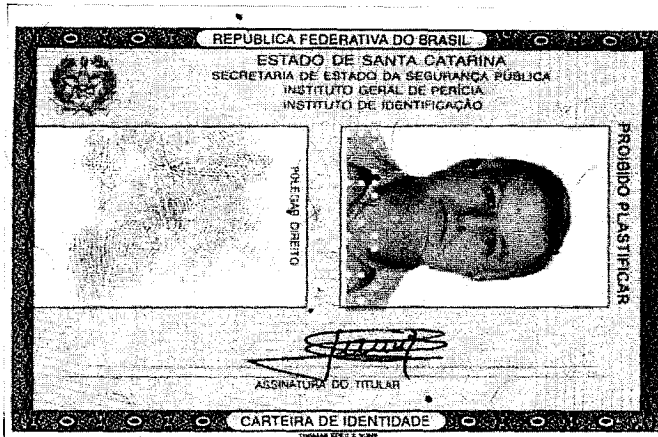 REPÚBLICA FEDERATIVA DO BRASIL
ESTADO DE SANTA CATARINA
SECRETARIA DE ESTADO DA SEGURANÇA PÚBLICA
INSTITUTO GERAL DE PERÍCIA
INSTITUTO DE IDENTIFICAÇÃO
POLEGAR DIREITO
PROIBIDO PLASTIFICAR
ASSINATURA DO TITULAR
CARTEIRA DE IDENTIDADE